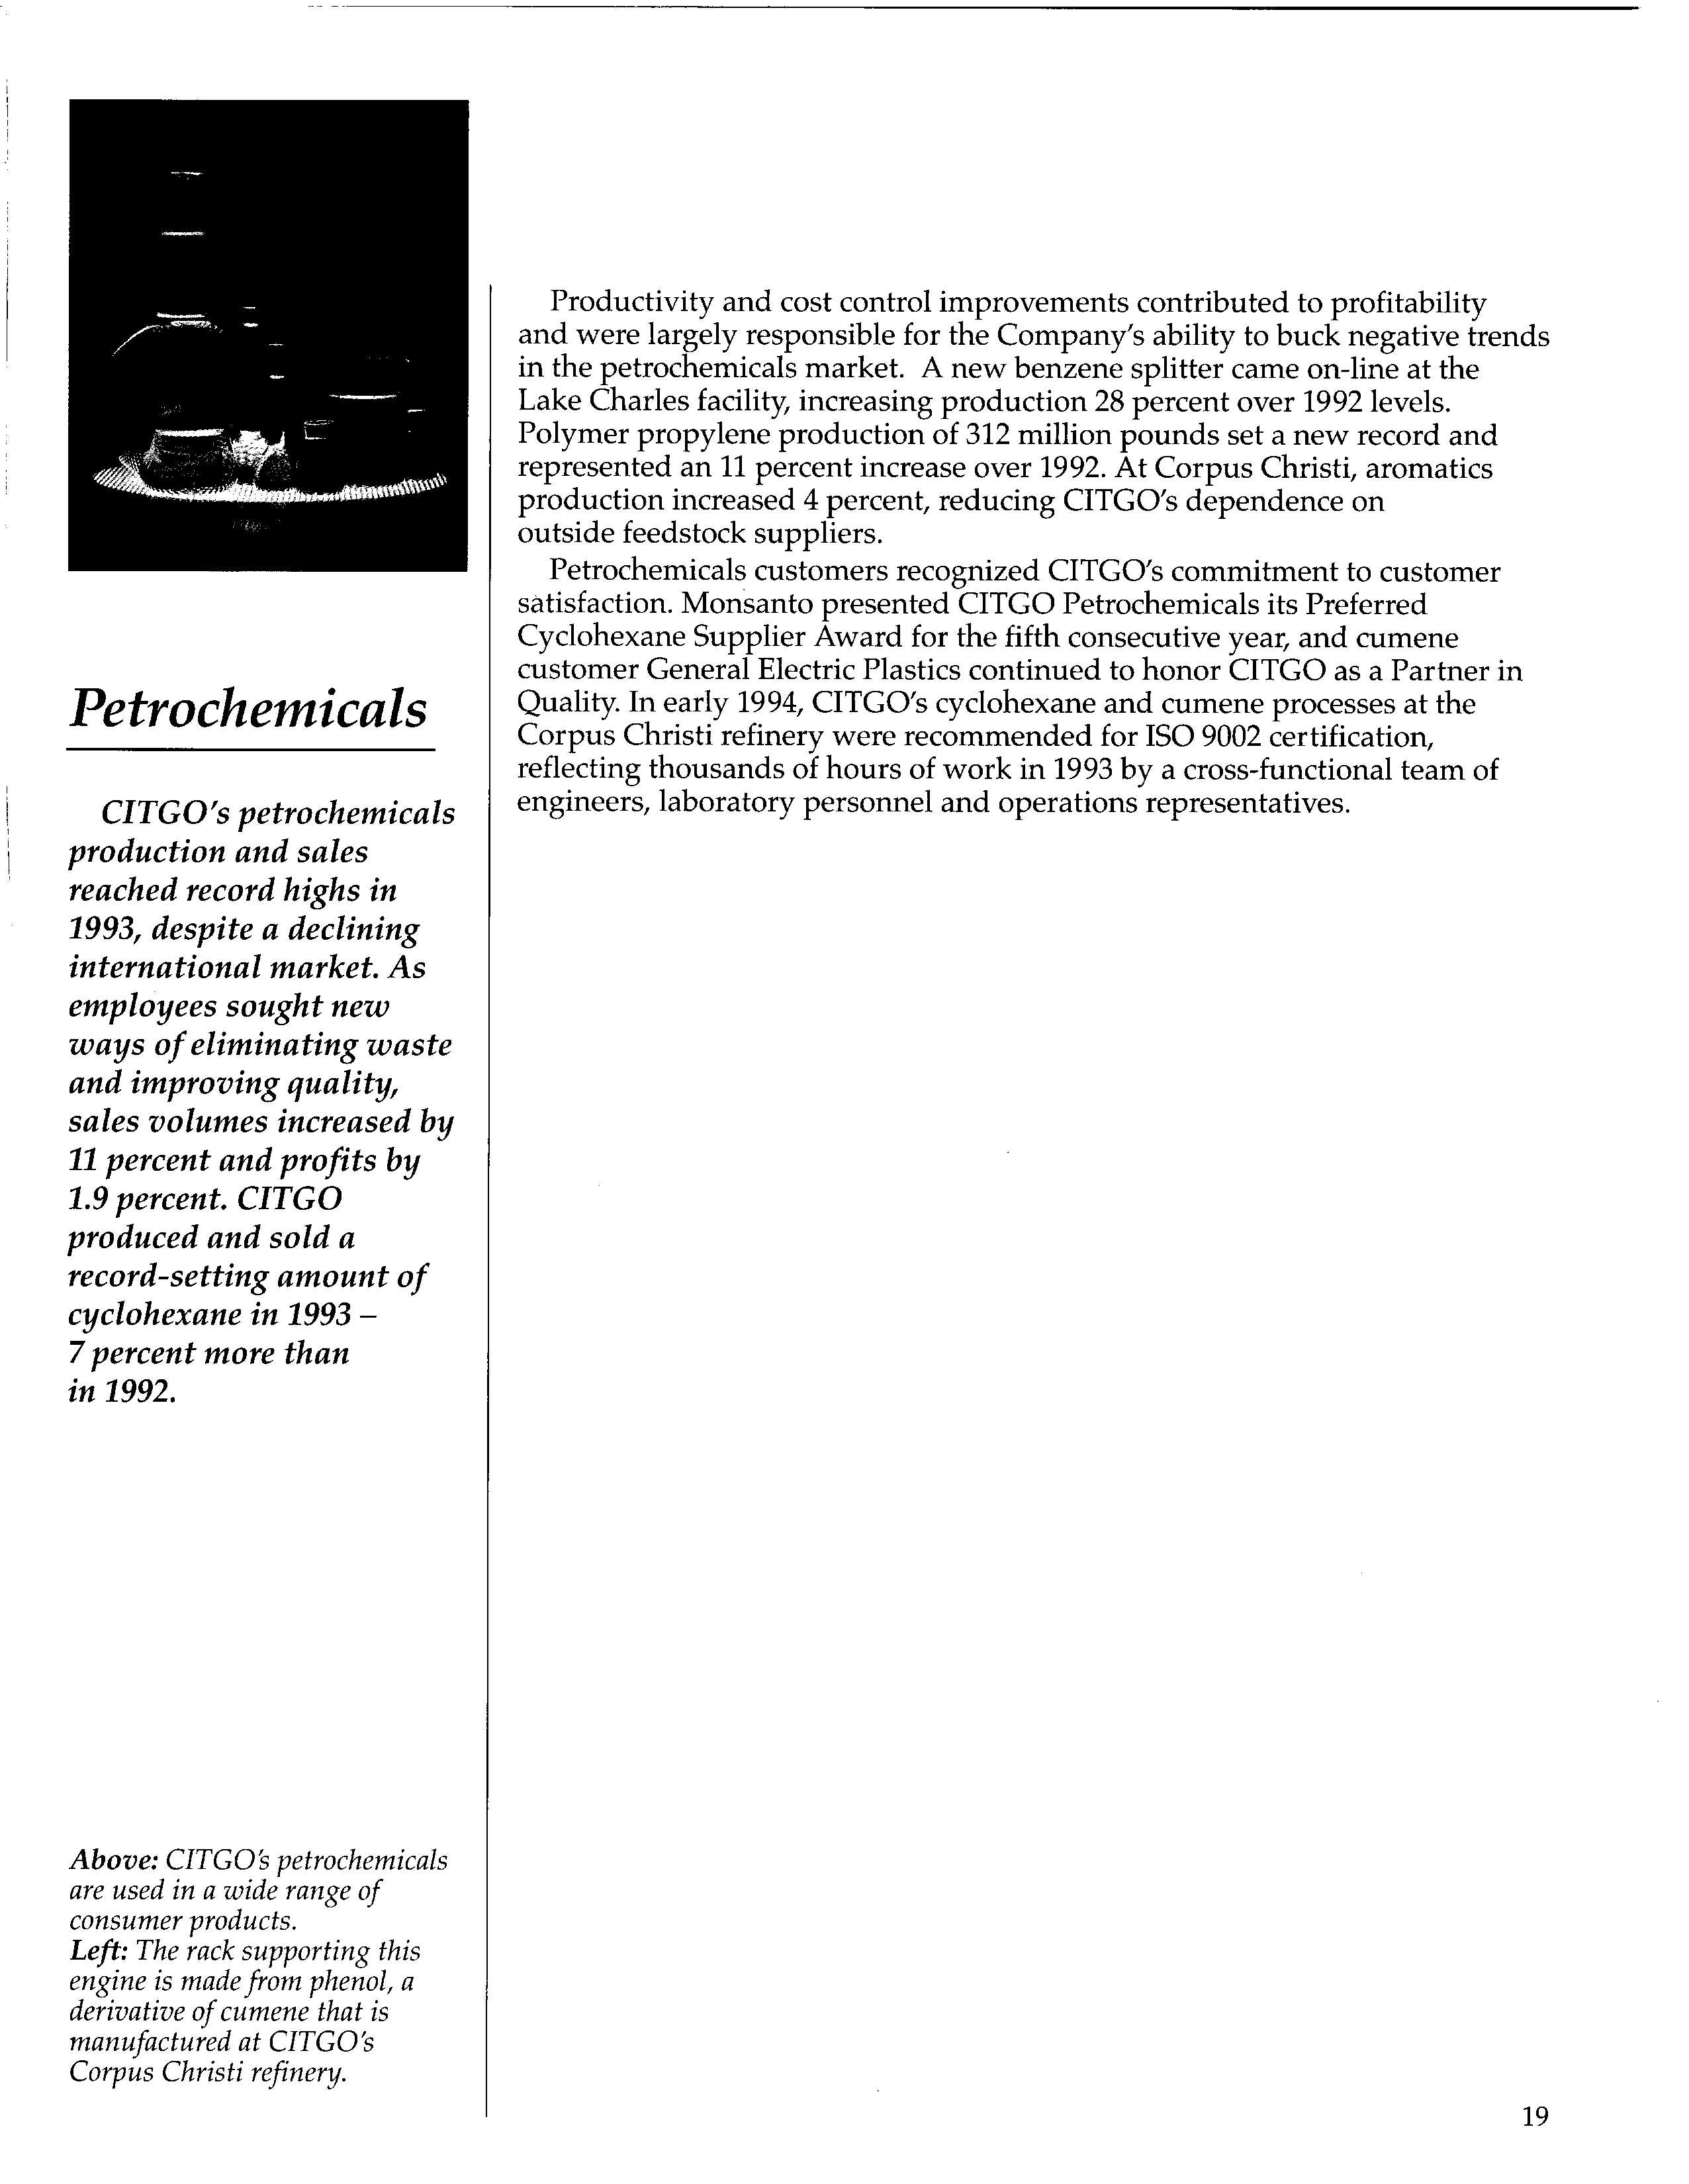 Petrochemicals
CITGO's petrochemicals
production and sales
reached record highs in
1993, despite a declining
international market. As
employees sought new
ways of eliminating waste
and improving quality,
sales volumes increased by
11 percent and profits by
1.9 percent. CITGO
produced and sold a
record-setting amount of
cyclohexane in 1993 –
7 percent more than
in 1992.
Above: CITGO's petrochemicals
are used in a wide range of
consumer products.
Left: The rack supporting this
engine is made from phenol, a
derivative of cumene that is
manufactured at CITGO's
Corpus Christi refinery.
Productivity and cost control improvements contributed to profitability
and were largely responsible for the Company's ability to buck negative trends
in the petrochemicals market. A new benzene splitter came on-line at the
Lake Charles facility, increasing production 28 percent over 1992 levels.
Polymer propylene production of 312 million pounds set a new record and
represented an 11 percent increase over 1992. At Corpus Christi, aromatics
production increased 4 percent, reducing CITGO's dependence on
outside feedstock suppliers.
Petrochemicals customers recognized CITGO's commitment to customer
satisfaction. Monsanto presented CITGO Petrochemicals its Preferred
Cyclohexane Supplier Award for the fifth consecutive year, and cumene
customer General Electric Plastics continued to honor CITGO as a Partner in
Quality. In early 1994, CITGO's cyclohexane and cumene processes at the
Corpus Christi refinery were recommended for ISO 9002 certification,
reflecting thousands of hours of work in 1993 by a cross-functional team of
engineers, laboratory personnel and operations representatives.
19